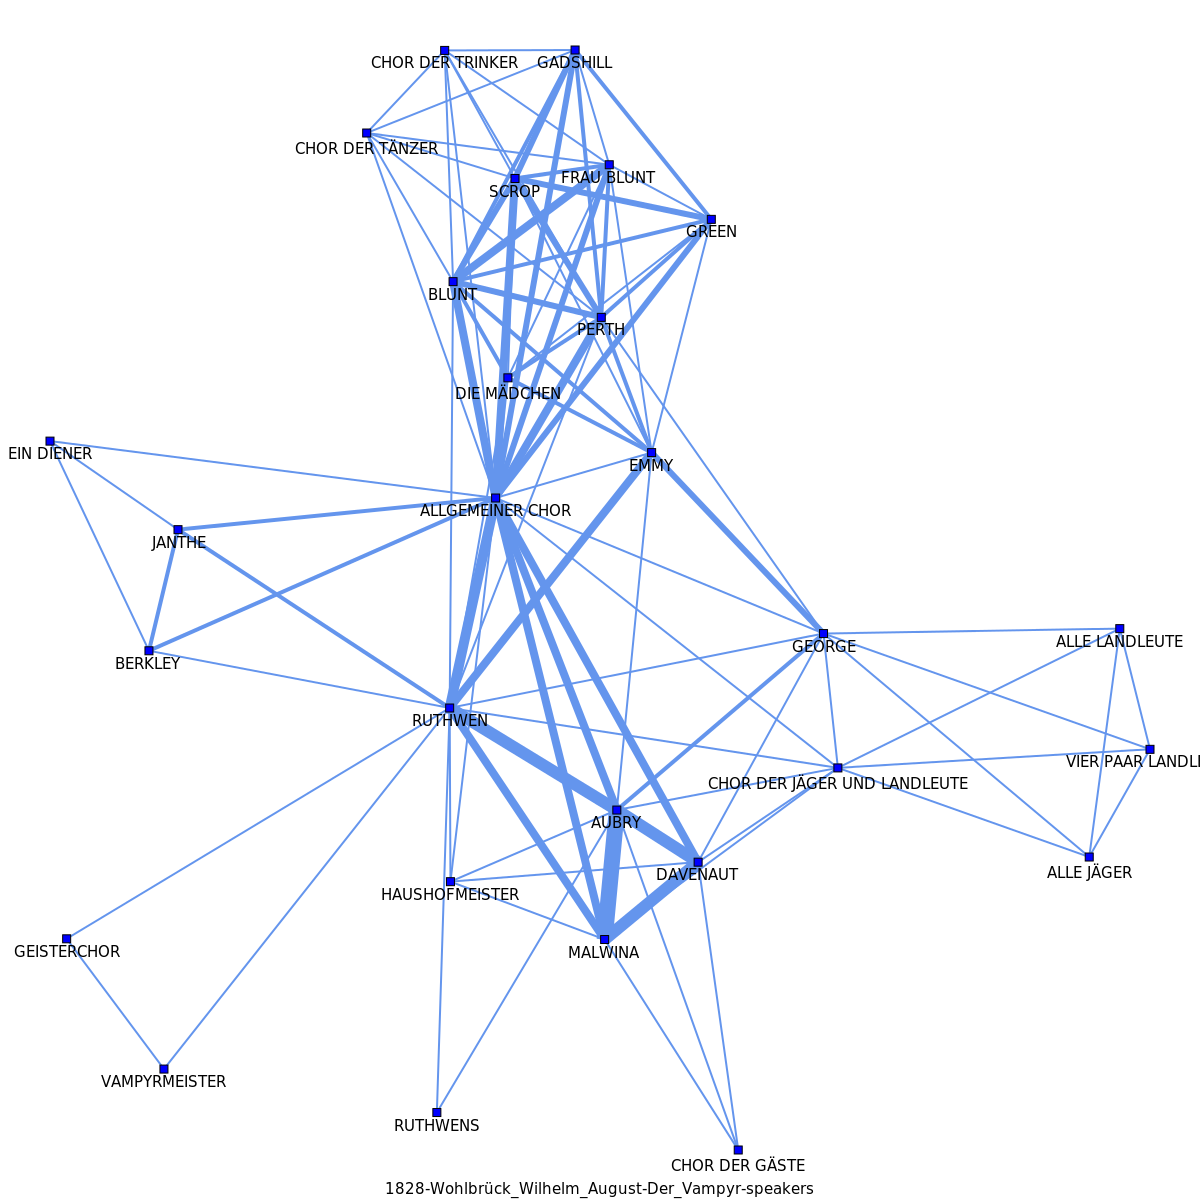 CHOR DER TRINKER
GADSHILL
CHOR DER TÄNZER
FRAU BLUNT
SCROP
GREEN
BLUNT
PERTH
DIE MÄDCHEN
EIN DIENER
EMMY
ALLGEMEINER CHOR
JANTHE
BERKLEY
ALLE LANDLEUTE
GEORGE
RUTHWEN
VIER PAAR LANDL
CHOR DER JÄGER UND LANDLEUTE
AUBRY
ALLE JÄGER
DAVENAUT
HAUSHOFMEISTER
GEISTERCHOR
MALWINA
VAMPYRMEISTER
RUTHWENS
CHOR DER GÄSTE
1828-Wohlbrück_Wilhelm_August-Der_Vampyr-speakers